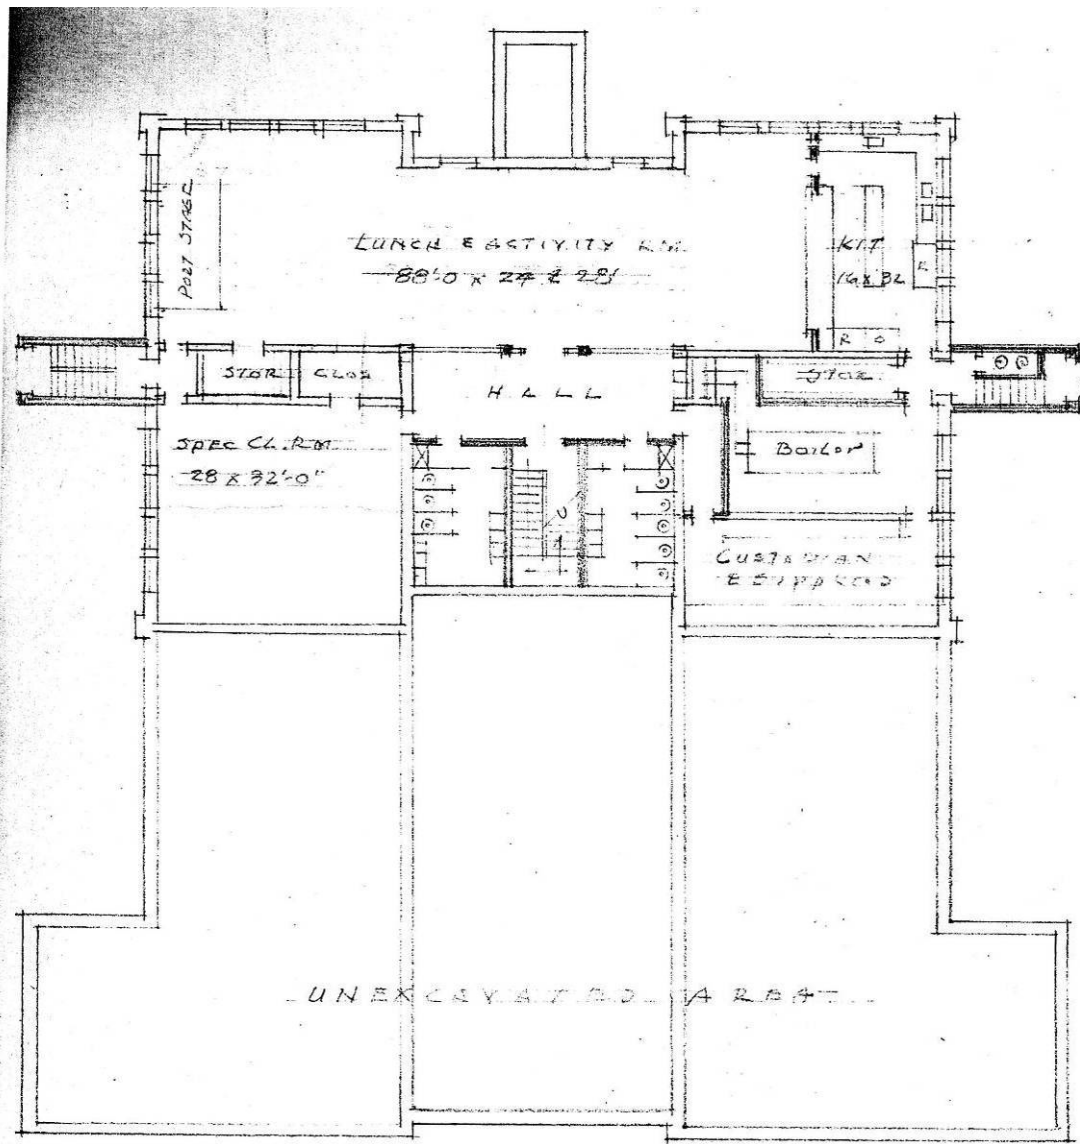 PORT STAGE
LUNCH & ACTIVITY RM.
88'-0 x 24 & 28'
KIT
16 x 32
R
R O
STOR
CLOS
HALL
STOR
SPEC CL. RM
28 x 32'-0"
Boiler
U
CUSTODIAN
& SUPPLIES
UNEXCAVATED AREA